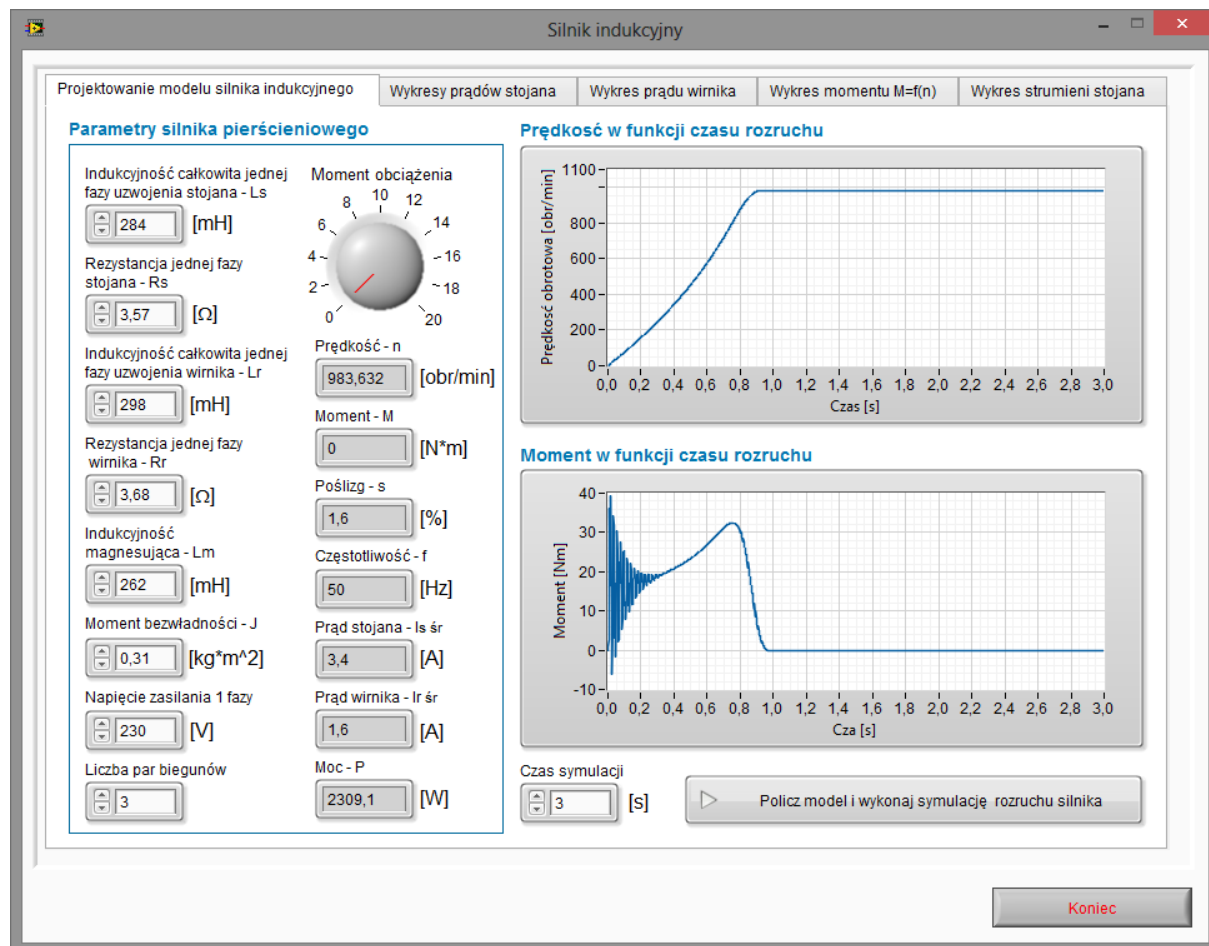 Silnik indukcyjny
Projektowanie modelu silnika indukcyjnego
Wykresy prądów stojana
Wykres prądu wirnika
Wykres momentu M=f(n)
Wykres strumieni stojana
Parametry silnika pierścieniowego
Indukcyjność całkowita jednej
fazy uzwojenia stojana - Ls
284 [mH]
Rezystancja jednej fazy
stojana - Rs
3,57 [Ω]
Indukcyjność całkowita jednej
fazy uzwojenia wirnika - Lr
298 [mH]
Rezystancja jednej fazy
wirnika - Rr
3,68 [Ω]
Indukcyjność
magnesująca - Lm
262 [mH]
Moment bezwładności - J
0,31 [kg*m^2]
Napięcie zasilania 1 fazy
230 [V]
Liczba par biegunów
3
Moment obciążenia
0 2 4 6 8 10 12 14 16 18 20
Prędkość - n
983,632 [obr/min]
Moment - M
0 [N*m]
Poślizg - s
1,6 [%]
Częstotliwość - f
50 [Hz]
Prąd stojana - Is śr
3,4 [A]
Prąd wirnika - Ir śr
1,6 [A]
Moc - P
2309,1 [W]
Prędkosć w funkcji czasu rozruchu
Prędkosć obrotowa [obr/min]
1100
800
600
400
200
0
0,0 0,2 0,4 0,6 0,8 1,0 1,2 1,4 1,6 1,8 2,0 2,2 2,4 2,6 2,8 3,0
Czas [s]
Moment w funkcji czasu rozruchu
Moment [Nm]
40
30
20
10
0
-10
0,0 0,2 0,4 0,6 0,8 1,0 1,2 1,4 1,6 1,8 2,0 2,2 2,4 2,6 2,8 3,0
Cza [s]
Czas symulacji
3 [s]
Policz model i wykonaj symulację rozruchu silnika
Koniec